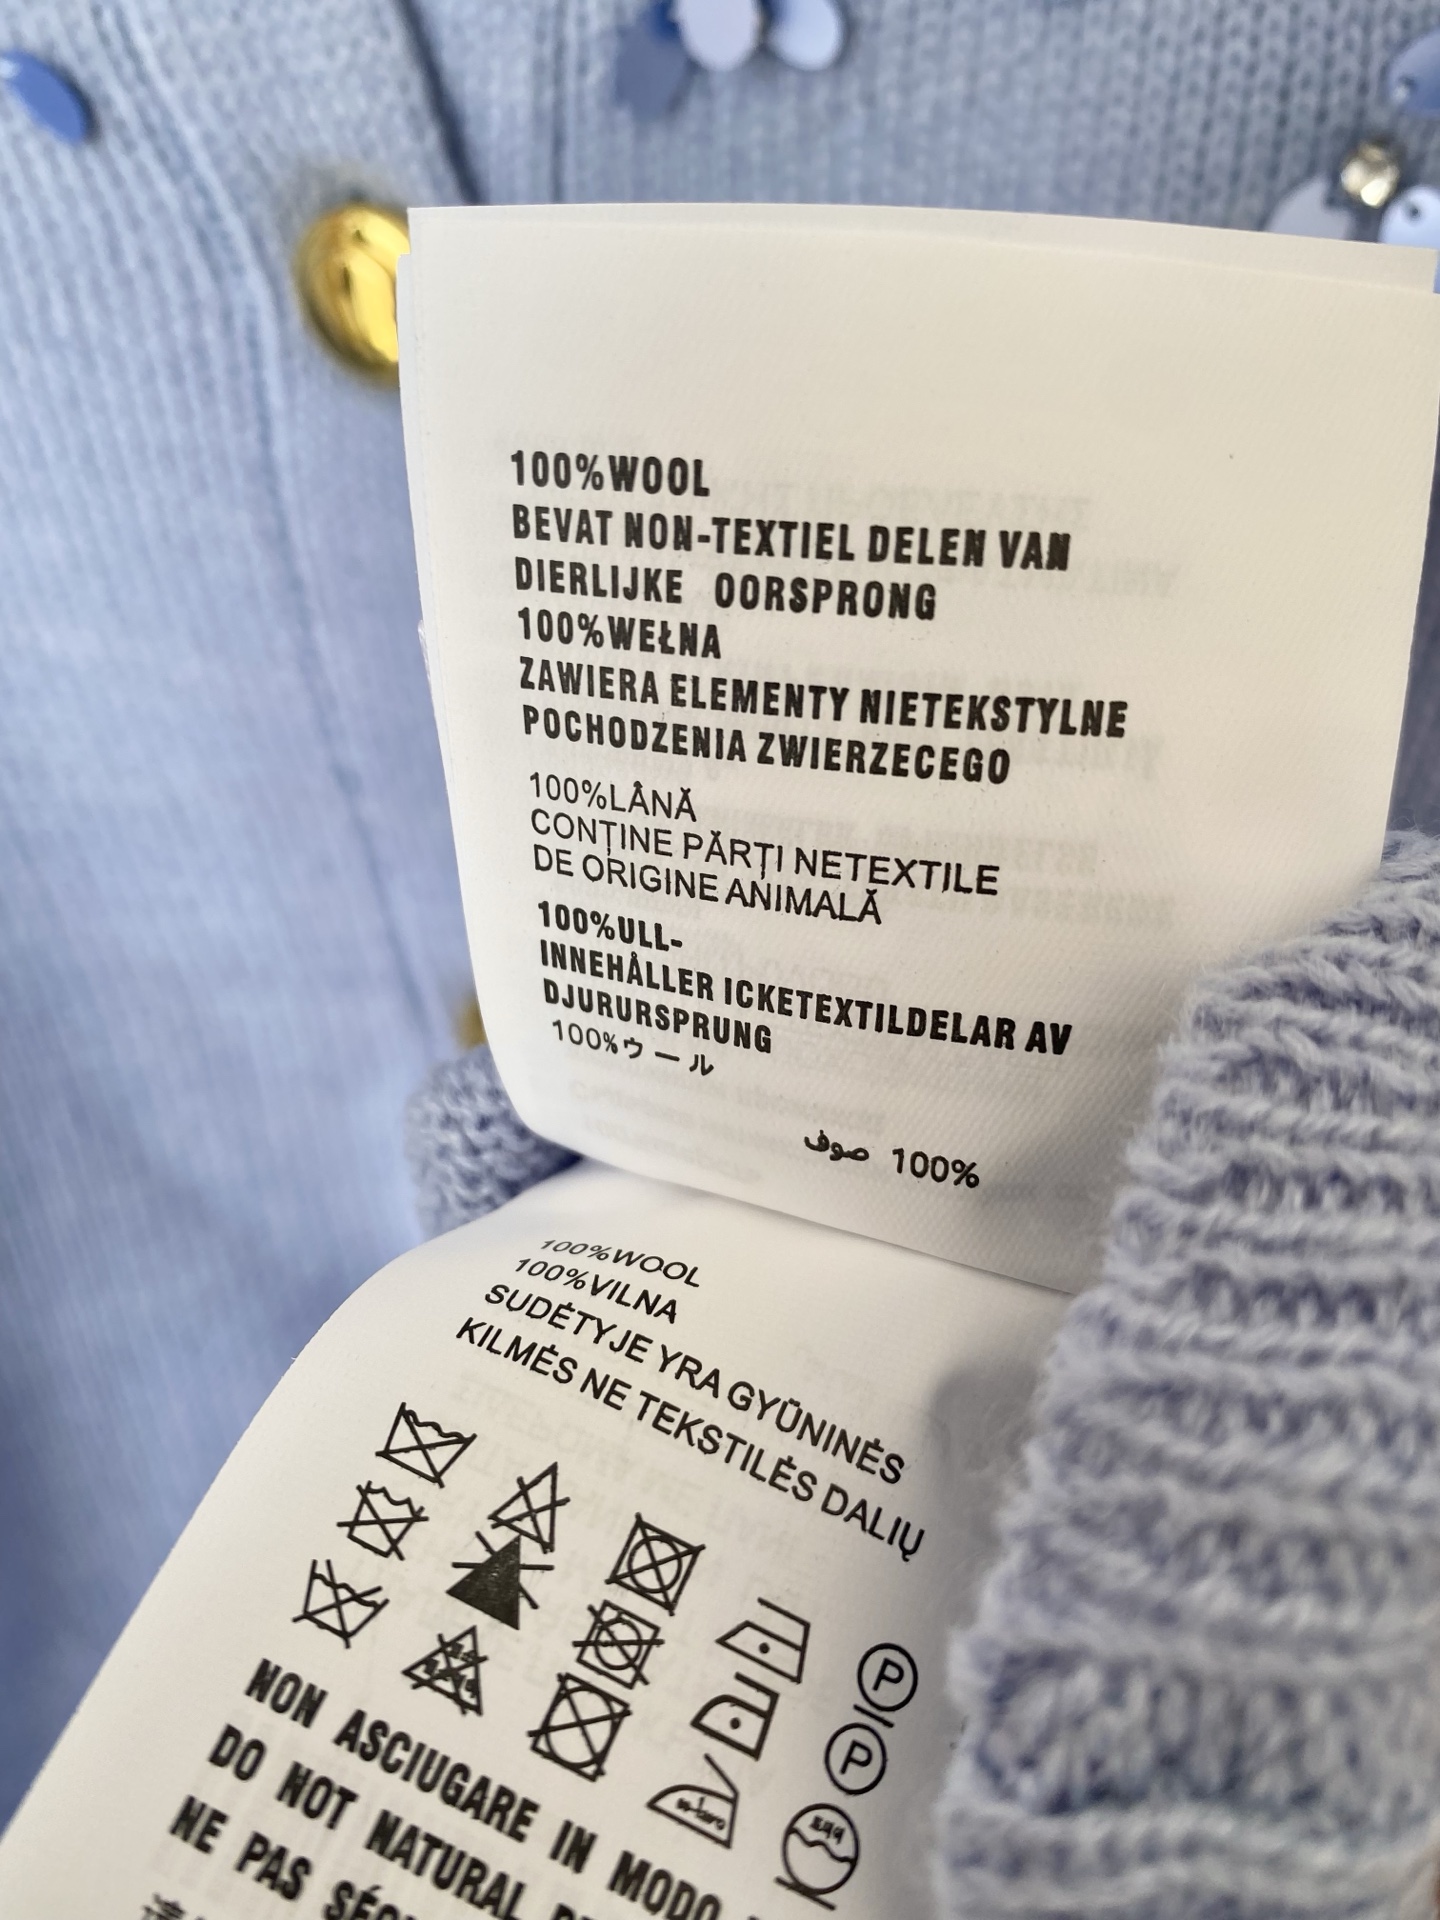 100%WOOL
BEVAT NON-TEXTIEL DELEN VAN
DIERLIJKE OORSPRONG
100%WEŁNA
ZAWIERA ELEMENTY NIETEKSTYLNE
POCHODZENIA ZWIERZECEGO
100%LÂNĂ
CONȚINE PĂRȚI NETEXTILE
DE ORIGINE ANIMALĂ
100%ULL-
INNEHÅLLER ICKETEXTILDELAR AV
DJURURSPRUNG
100%ウール
100% صوف
100%WOOL
100%VILNA
SUDĖTYJE YRA GYŪNINĖS
KILMĖS NE TEKSTILĖS DALIŲ
P
P
NON ASCIUGARE IN MODO
DO NOT NATURAL
NE PAS